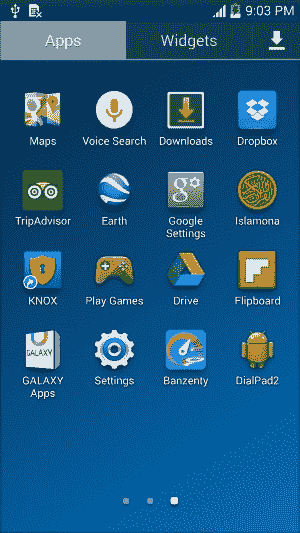 9:03 PM
Apps
Widgets
Maps
Voice Search
Downloads
Dropbox
TripAdvisor
Earth
Google
Settings
Islamona
KNOX
Play Games
Drive
Flipboard
GALAXY
GALAXY
Apps
Settings
Banzenty
DialPad2